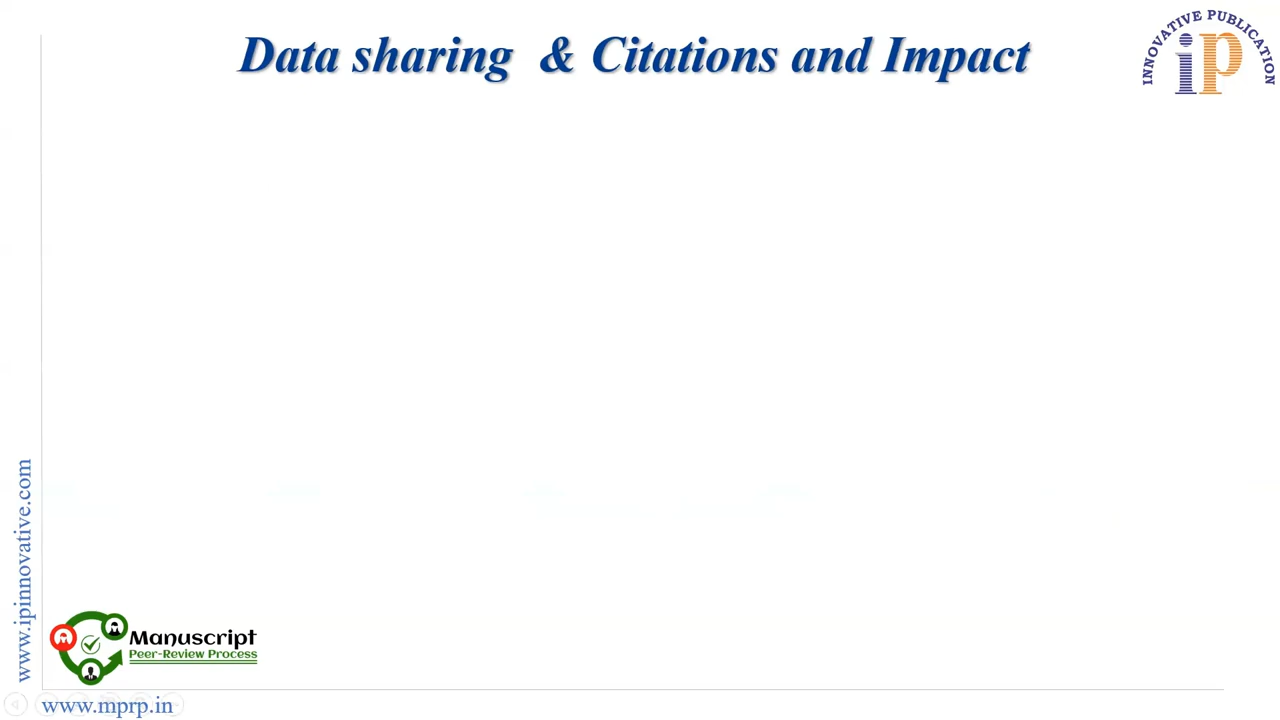 Data sharing & Citations and Impact
INNOVATIVE PUBLICATION
iP
www.ipinnovative.com
Manuscript
Peer-Review Process
www.mprp.in